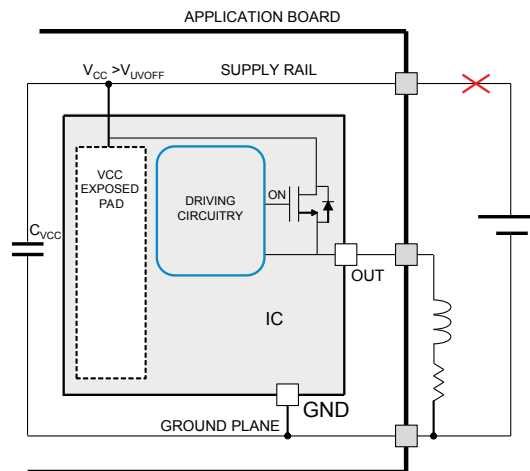 APPLICATION BOARD
VCC >VUVOFF
SUPPLY RAIL
VCC
EXPOSED
PAD
DRIVING
CIRCUITRY
ON
CVCC
OUT
IC
GND
GROUND PLANE